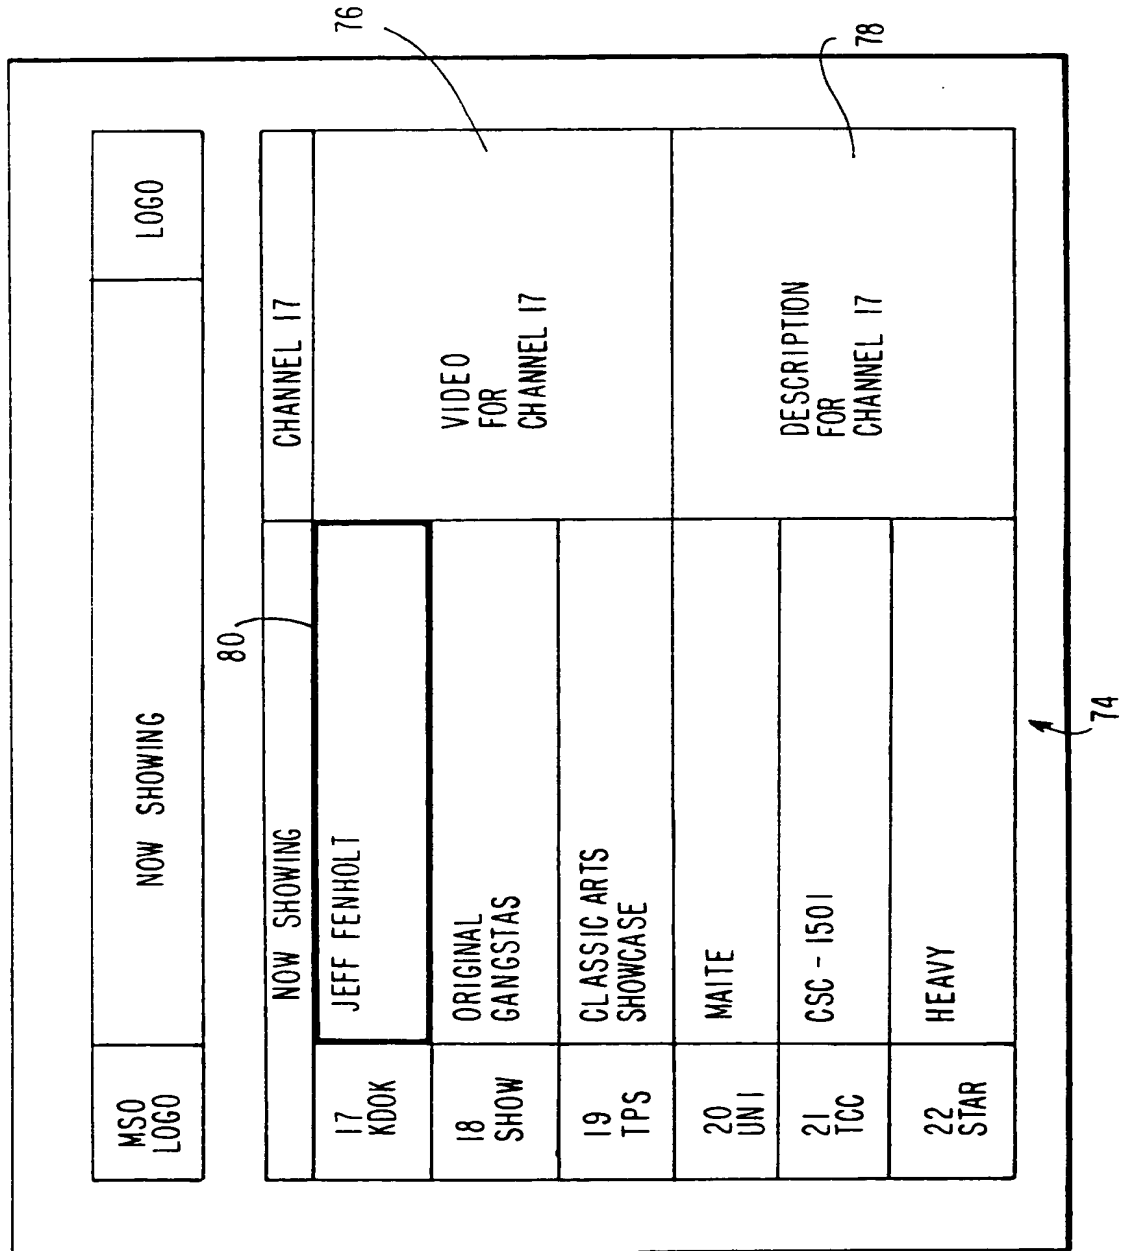 MSO
LOGO
NOW SHOWING
LOGO
80
NOW SHOWING
CHANNEL 17
17
KDOK
JEFF FENHOLT
VIDEO
FOR
CHANNEL 17
76
18
SHOW
ORIGINAL
GANGSTAS
19
TPS
CLASSIC ARTS
SHOWCASE
20
UNI
MAITE
DESCRIPTION
FOR
CHANNEL 17
78
21
TCC
CSC - 1501
22
STAR
HEAVY
74